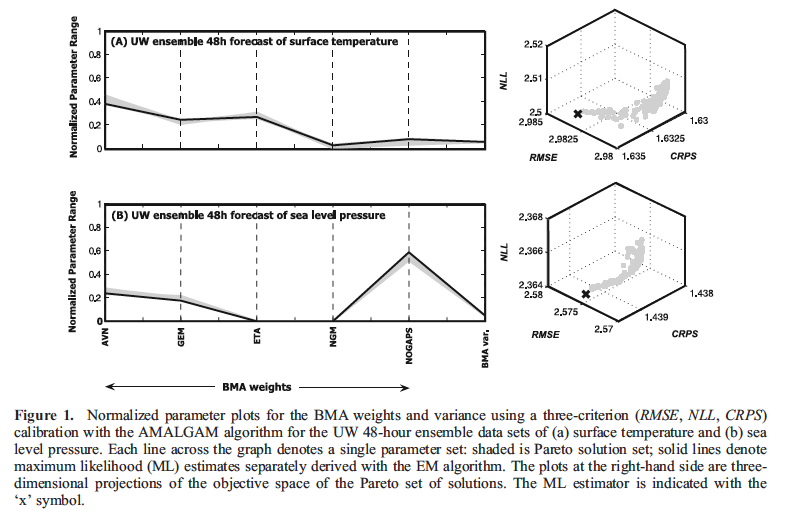 (A) UW ensemble 48h forecast of surface temperature
Normalized Parameter Range
1
0.8
0.6
0.4
0.2
0
NLL
2.52
2.51
2.5
2.985
2.9825
2.98
RMSE
1.635
1.6325
1.63
CRPS
(B) UW ensemble 48h forecast of sea level pressure
Normalized Parameter Range
1
0.8
0.6
0.4
0.2
0
AVN
GEM
ETA
NGM
NOGAPS
BMA var.
BMA weights
NLL
2.368
2.366
2.364
2.58
2.575
2.57
RMSE
1.439
1.438
CRPS
Figure 1. Normalized parameter plots for the BMA weights and variance using a three-criterion (RMSE, NLL, CRPS)
calibration with the AMALGAM algorithm for the UW 48-hour ensemble data sets of (a) surface temperature and (b) sea
level pressure. Each line across the graph denotes a single parameter set: shaded is Pareto solution set; solid lines denote
maximum likelihood (ML) estimates separately derived with the EM algorithm. The plots at the right-hand side are three-
dimensional projections of the objective space of the Pareto set of solutions. The ML estimator is indicated with the
‘x’ symbol.